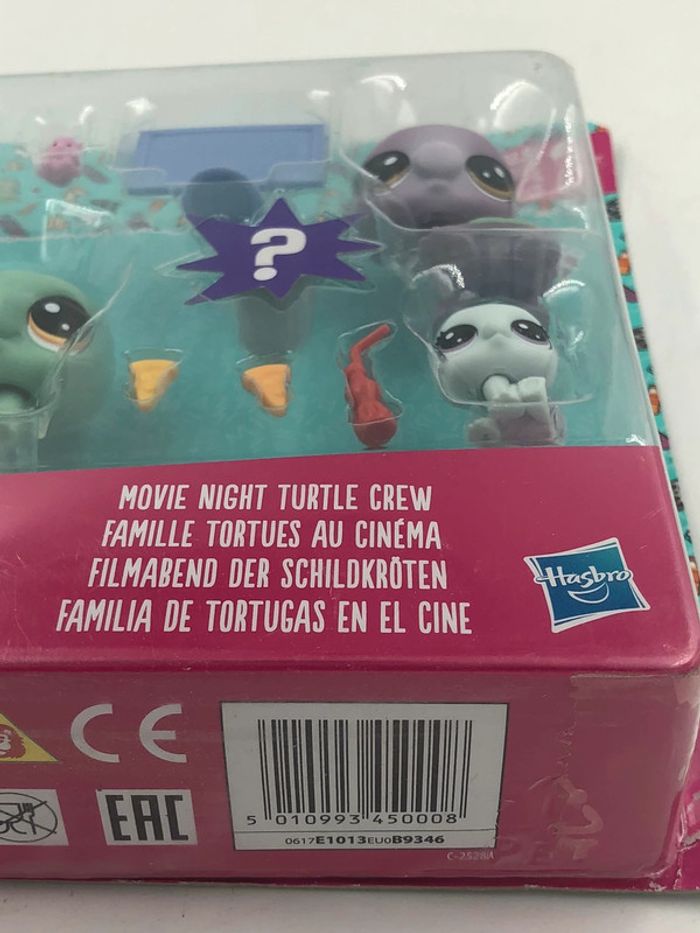 ?
MOVIE NIGHT TURTLE CREW
FAMILLE TORTUES AU CINÉMA
FILMABEND DER SCHILDKRÖTEN
FAMILIA DE TORTUGAS EN EL CINE
Hasbro
CE
EAC
5 010993 450008
0617E1013EU0B9346